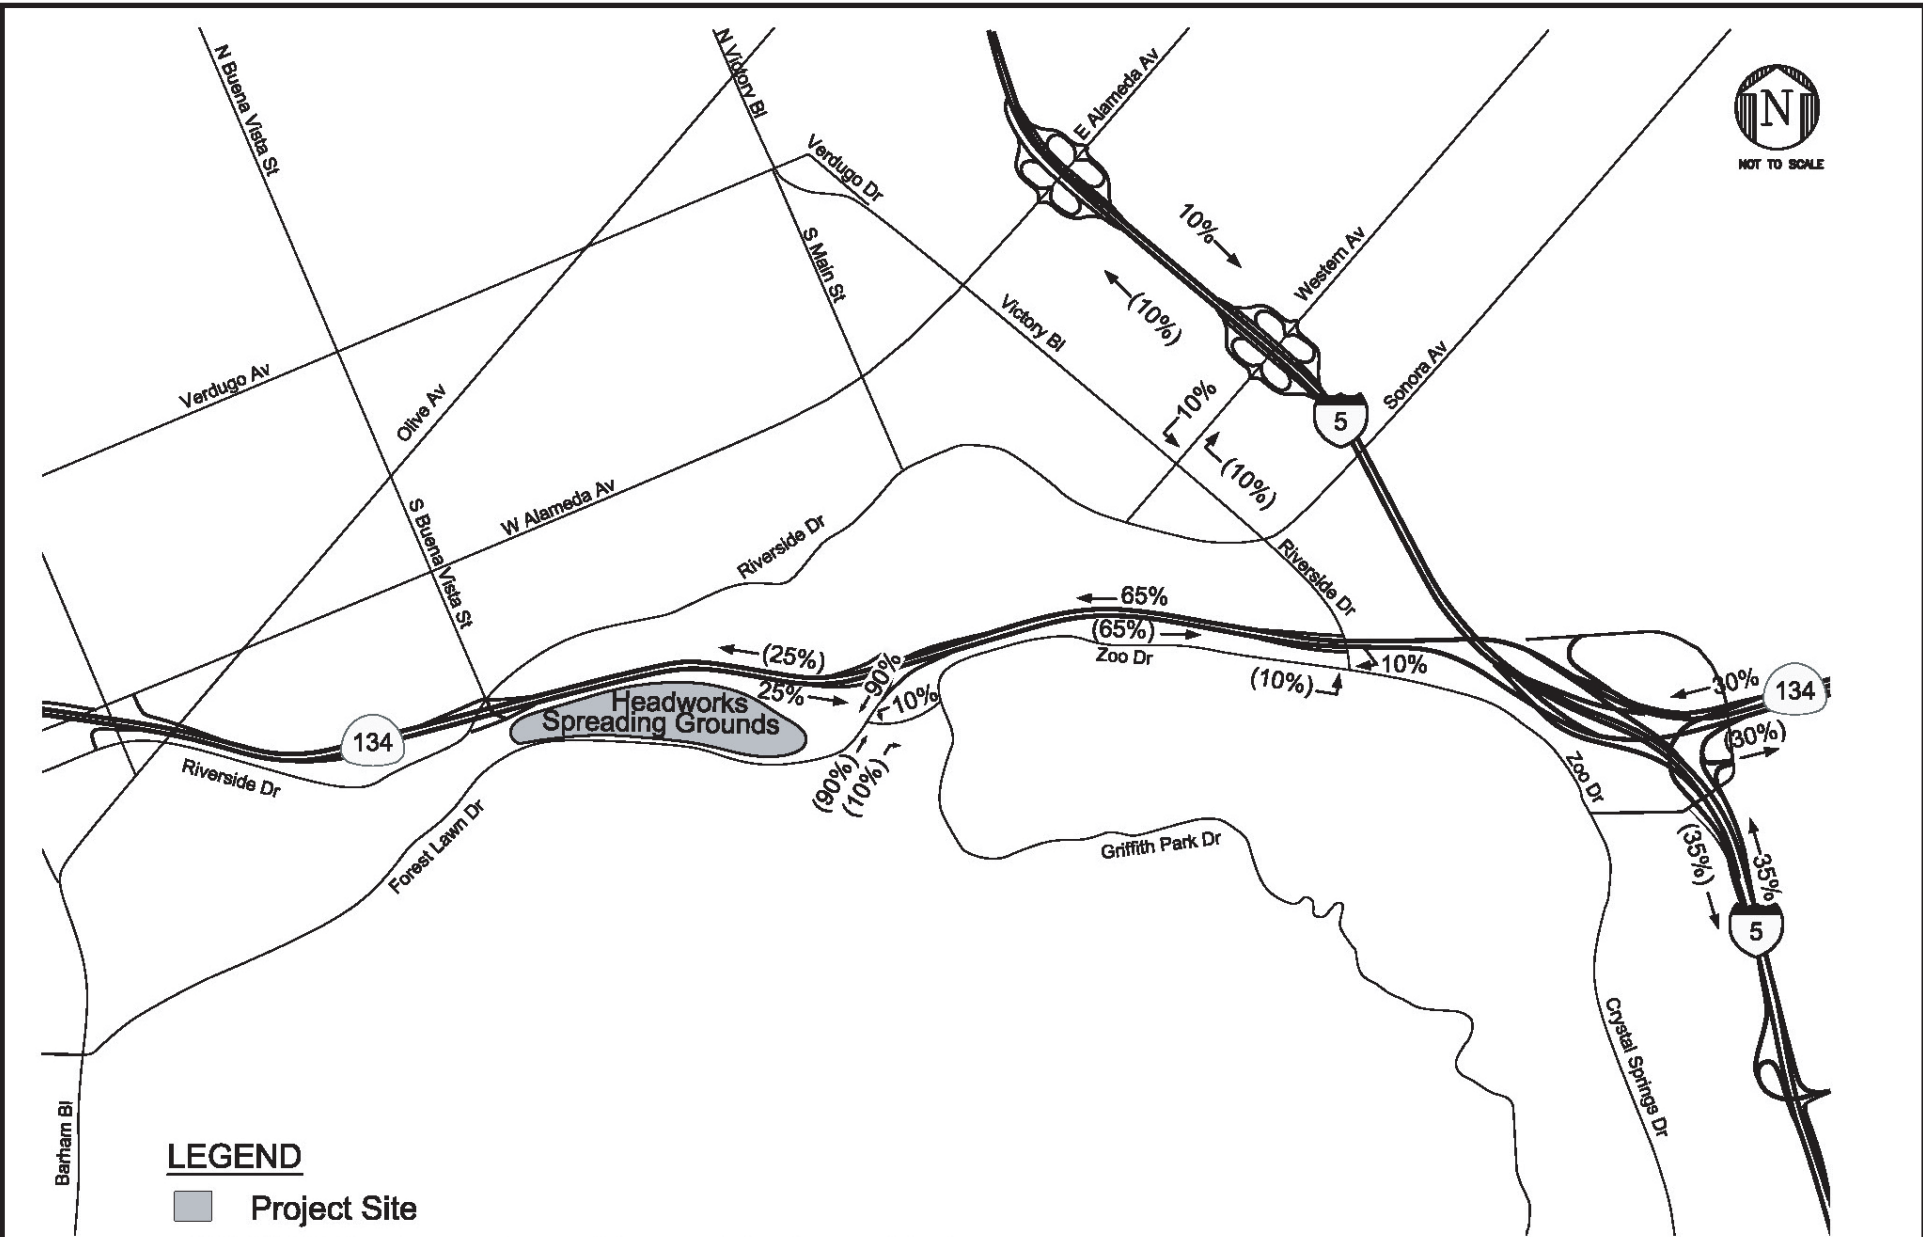 N Buena Vista St
N Victory Bl
E Alameda Av
N
NOT TO SCALE
Verdugo Dr
10%
Western Av
S Main St
(10%)
Victory Bl
Verdugo Av
Olive Av
Sonora Av
5
10%
(10%)
W Alameda Av
S Buena Vista St
Riverside Dr
Riverside Dr
65%
(65%)
Zoo Dr
(25%)
25%
90%
10%
10%
(10%)
30%
134
(30%)
Headworks
Spreading Grounds
134
Riverside Dr
(90%)
(10%)
Zoo Dr
Forest Lawn Dr
Griffith Park Dr
(35%)
35%
5
Crystal Springs Dr
Barham Bl
LEGEND
Project Site